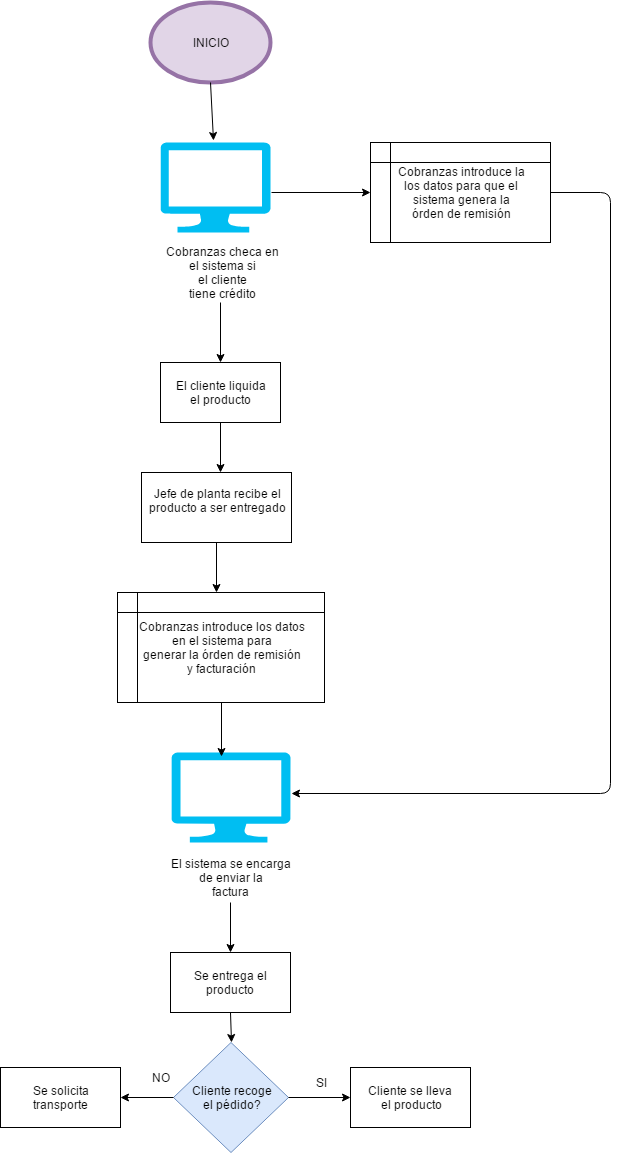 INICIO
Cobranzas introduce la
los datos para que el
sistema genera la
órden de remisión
Cobranzas checa en
el sistema si
el cliente
tiene crédito
El cliente liquida
el producto
Jefe de planta recibe el
producto a ser entregado
Cobranzas introduce los datos
en el sistema para
generar la órden de remisión
y facturación
El sistema se encarga
de enviar la
factura
Se entrega el
producto
NO
SI
Se solicita
transporte
Cliente recoge
el pédido?
Cliente se lleva
el producto